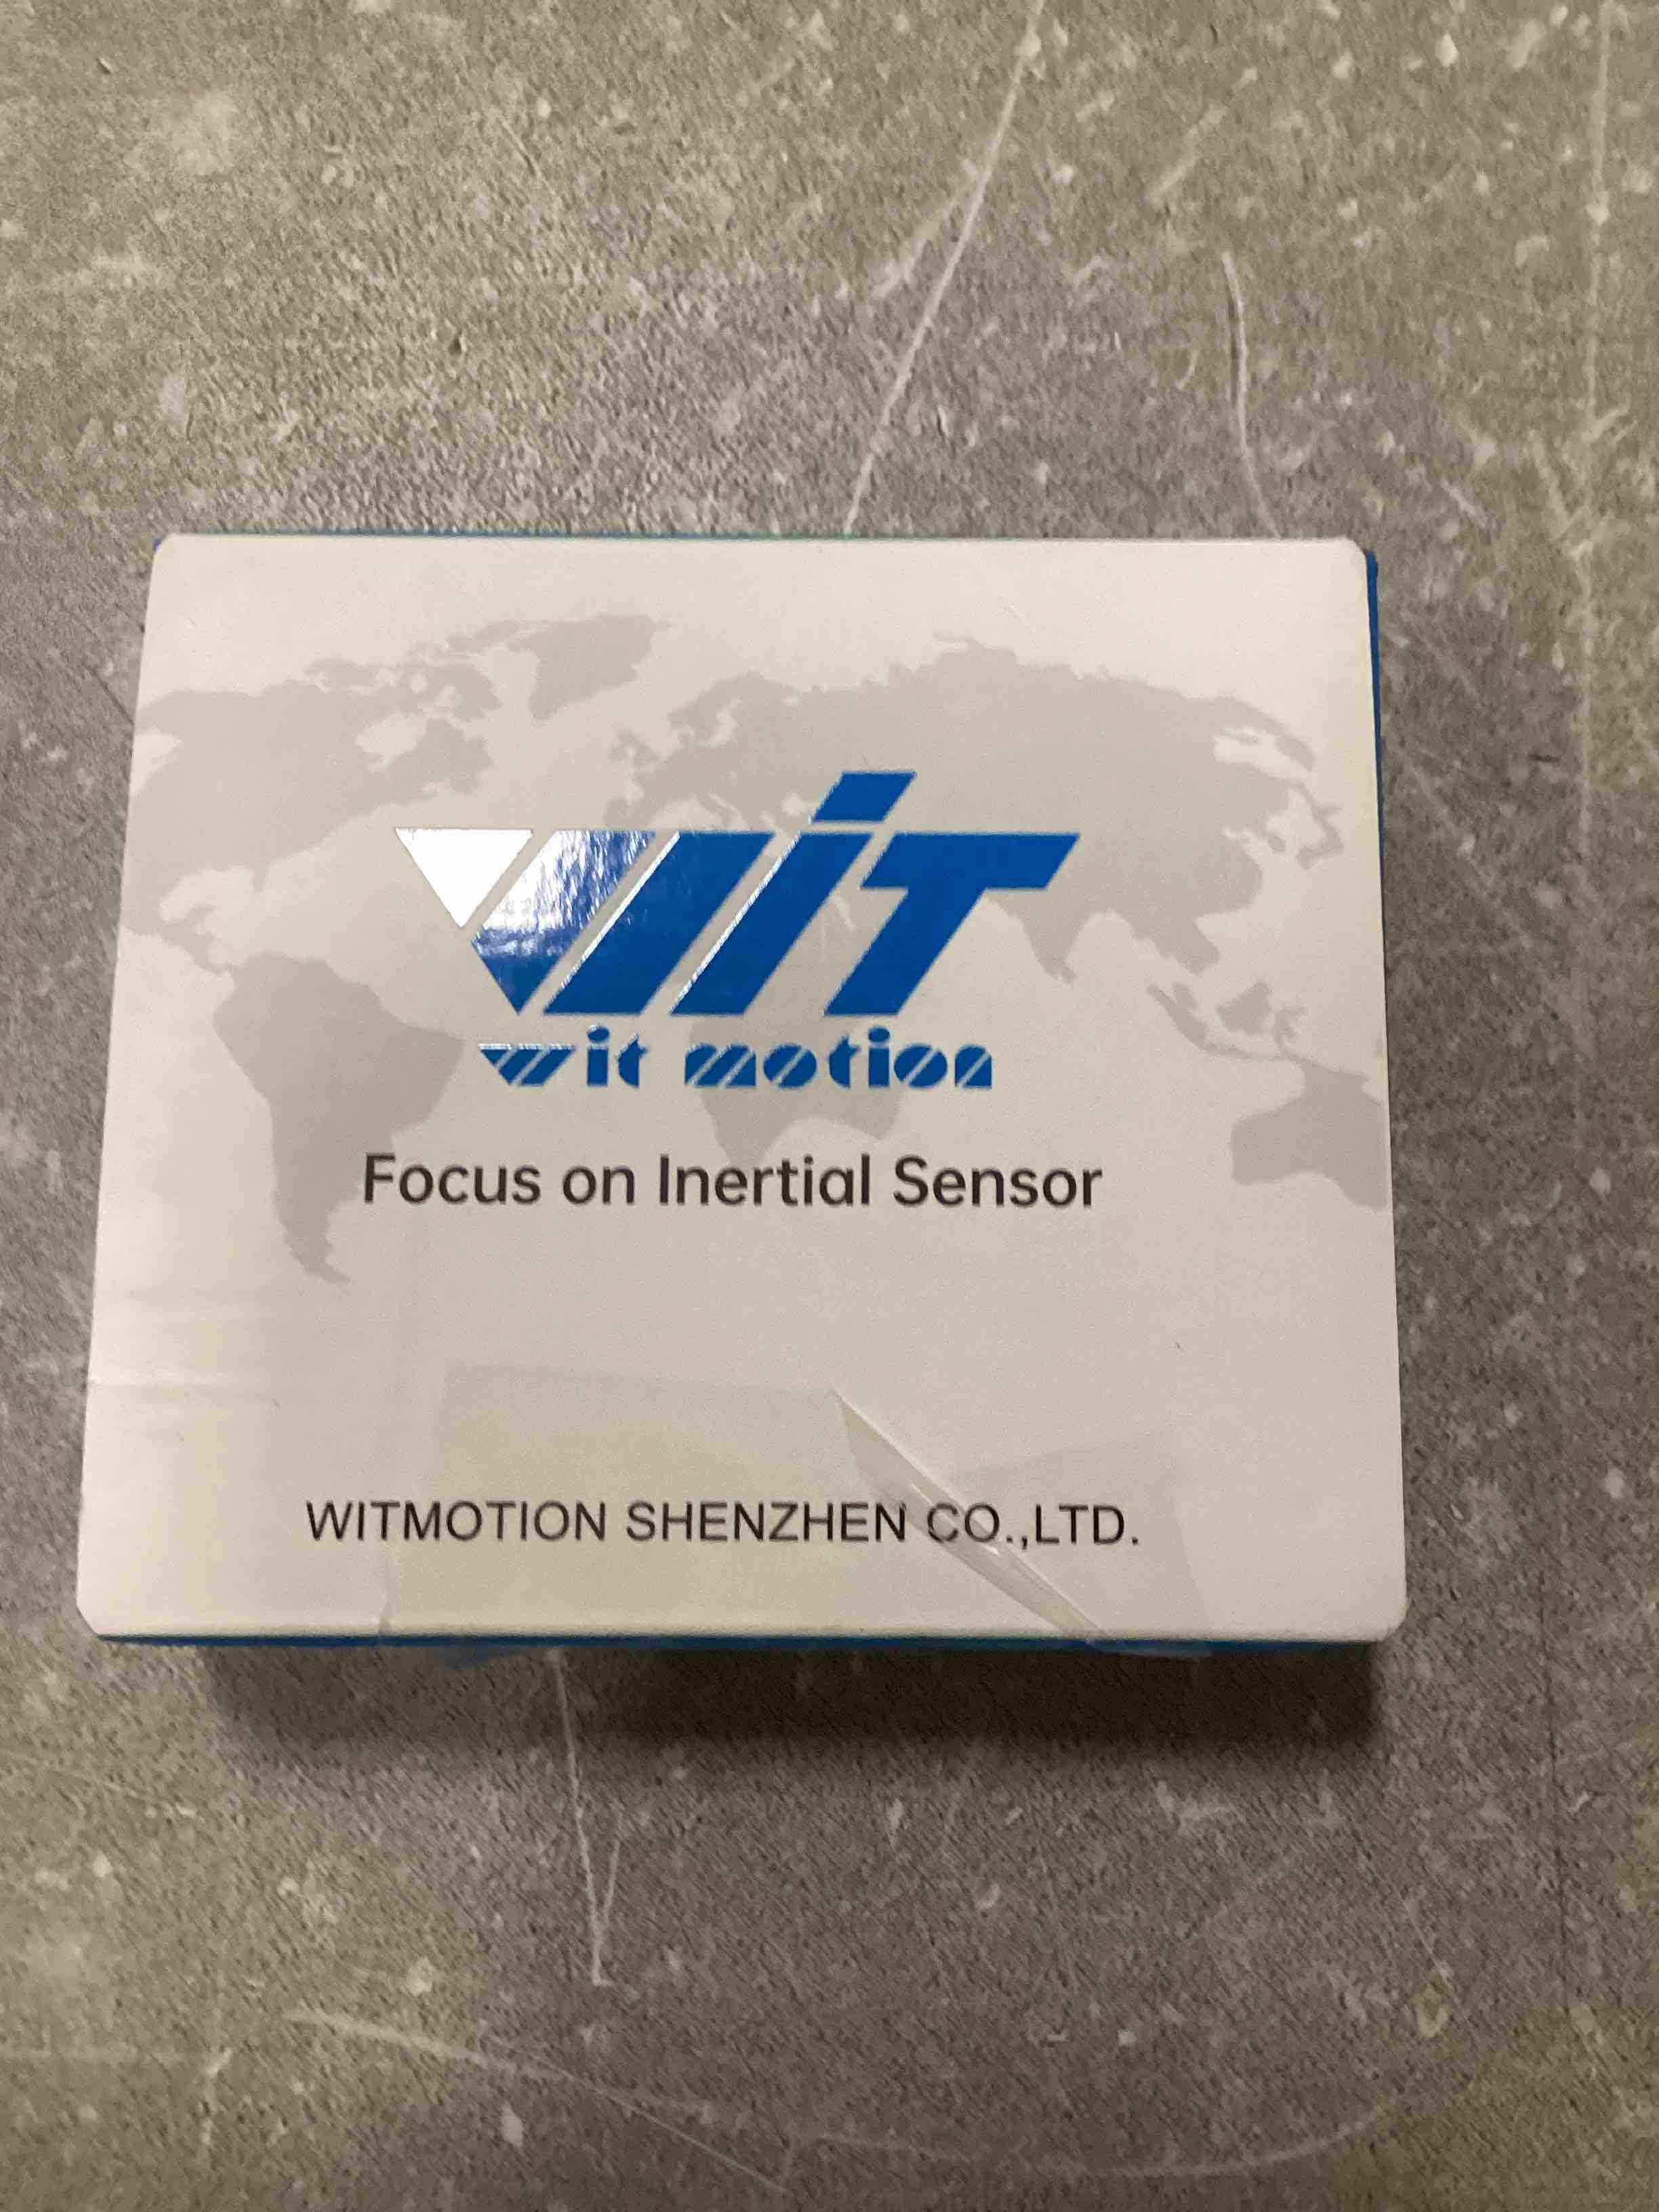 WiT
wit motion
Focus on Inertial Sensor
WITMOTION SHENZHEN CO.,LTD.